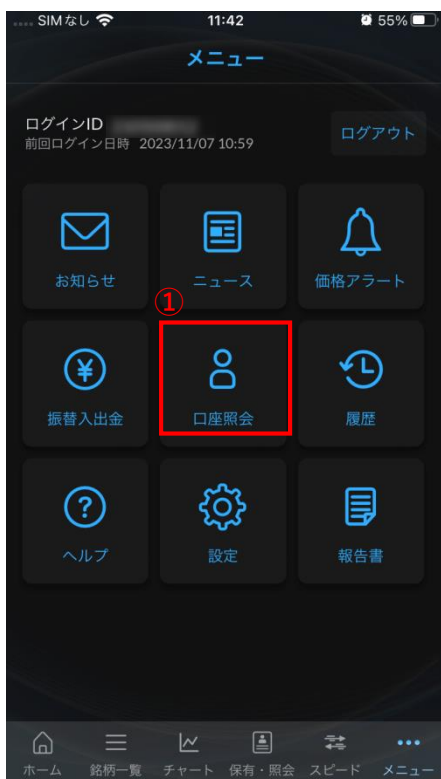 SIMなし 11:42 55%
メニュー
ログインID
前回ログイン日時 2023/11/07 10:59
ログアウト
お知らせ ニュース 価格アラート
①
振替入出金 口座照会 履歴
ヘルプ 設定 報告書
ホーム 銘柄一覧 チャート 保有・照会 スピード メニュー